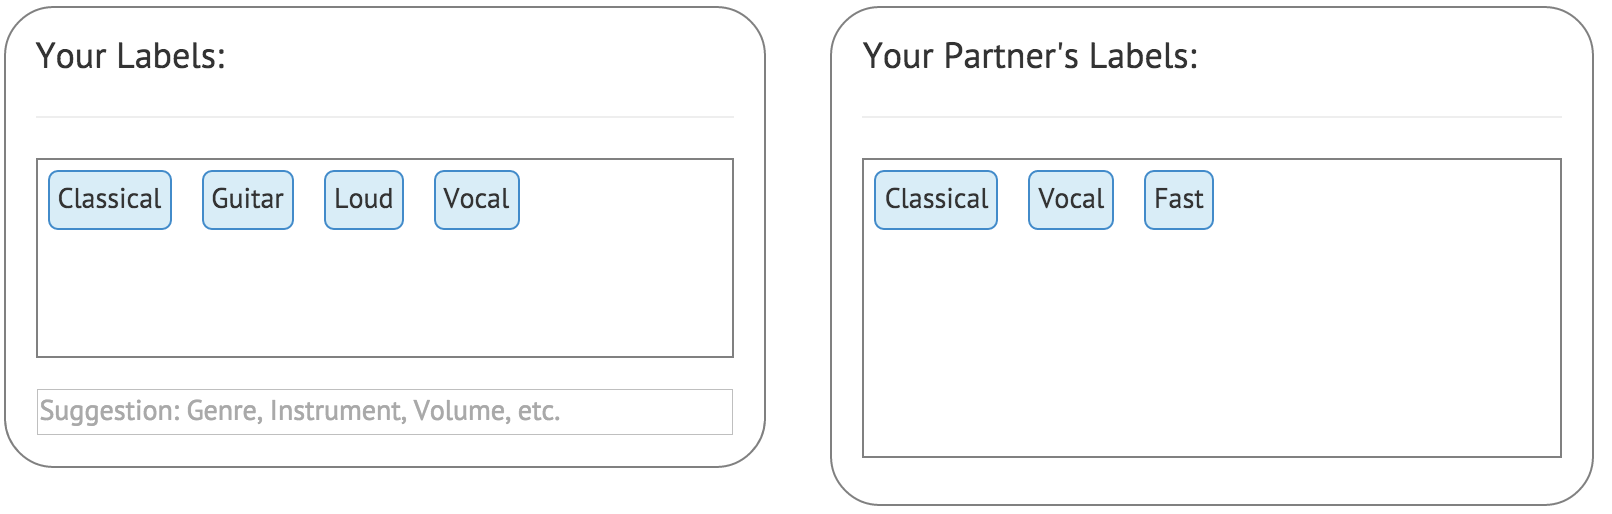 Your Labels:
Classical Guitar Loud Vocal
Suggestion: Genre, Instrument, Volume, etc.
Your Partner's Labels:
Classical Vocal Fast